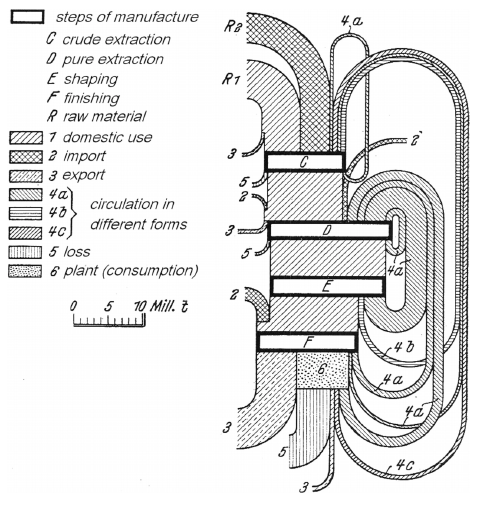 steps of manufacture
C crude extraction
D pure extraction
E shaping
F finishing
R raw material
1 domestic use
2 import
3 export
4a
4b circulation in
different forms
4c
5 loss
6 plant (consumption)
0 5 10 Mill. t
R2
4a
R1
3
C
2
5
2
3
D
5
4a
E
2
4b
F
6
4a
4a
3
5
4c
3